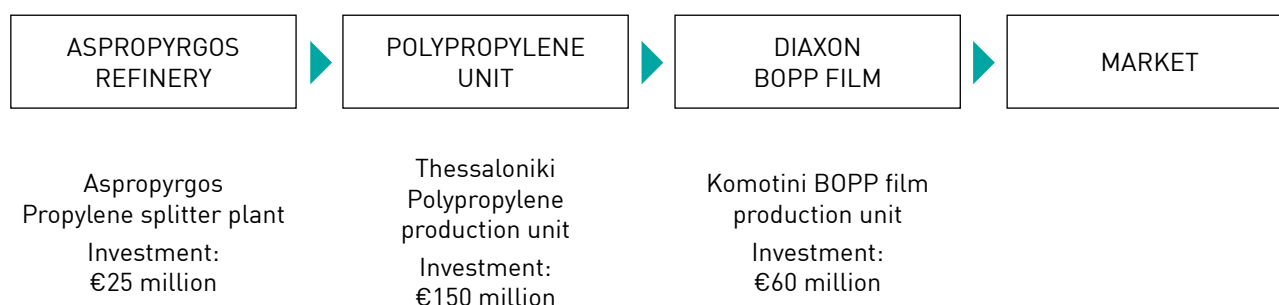 ASPROPYRGOS
REFINERY
POLYPROPYLENE
UNIT
DIAXON
BOPP FILM
MARKET
Aspropyrgos
Propylene splitter plant
Investment:
€25 million
Thessaloniki
Polypropylene
production unit
Investment:
€150 million
Komotini BOPP film
production unit
Investment:
€60 million